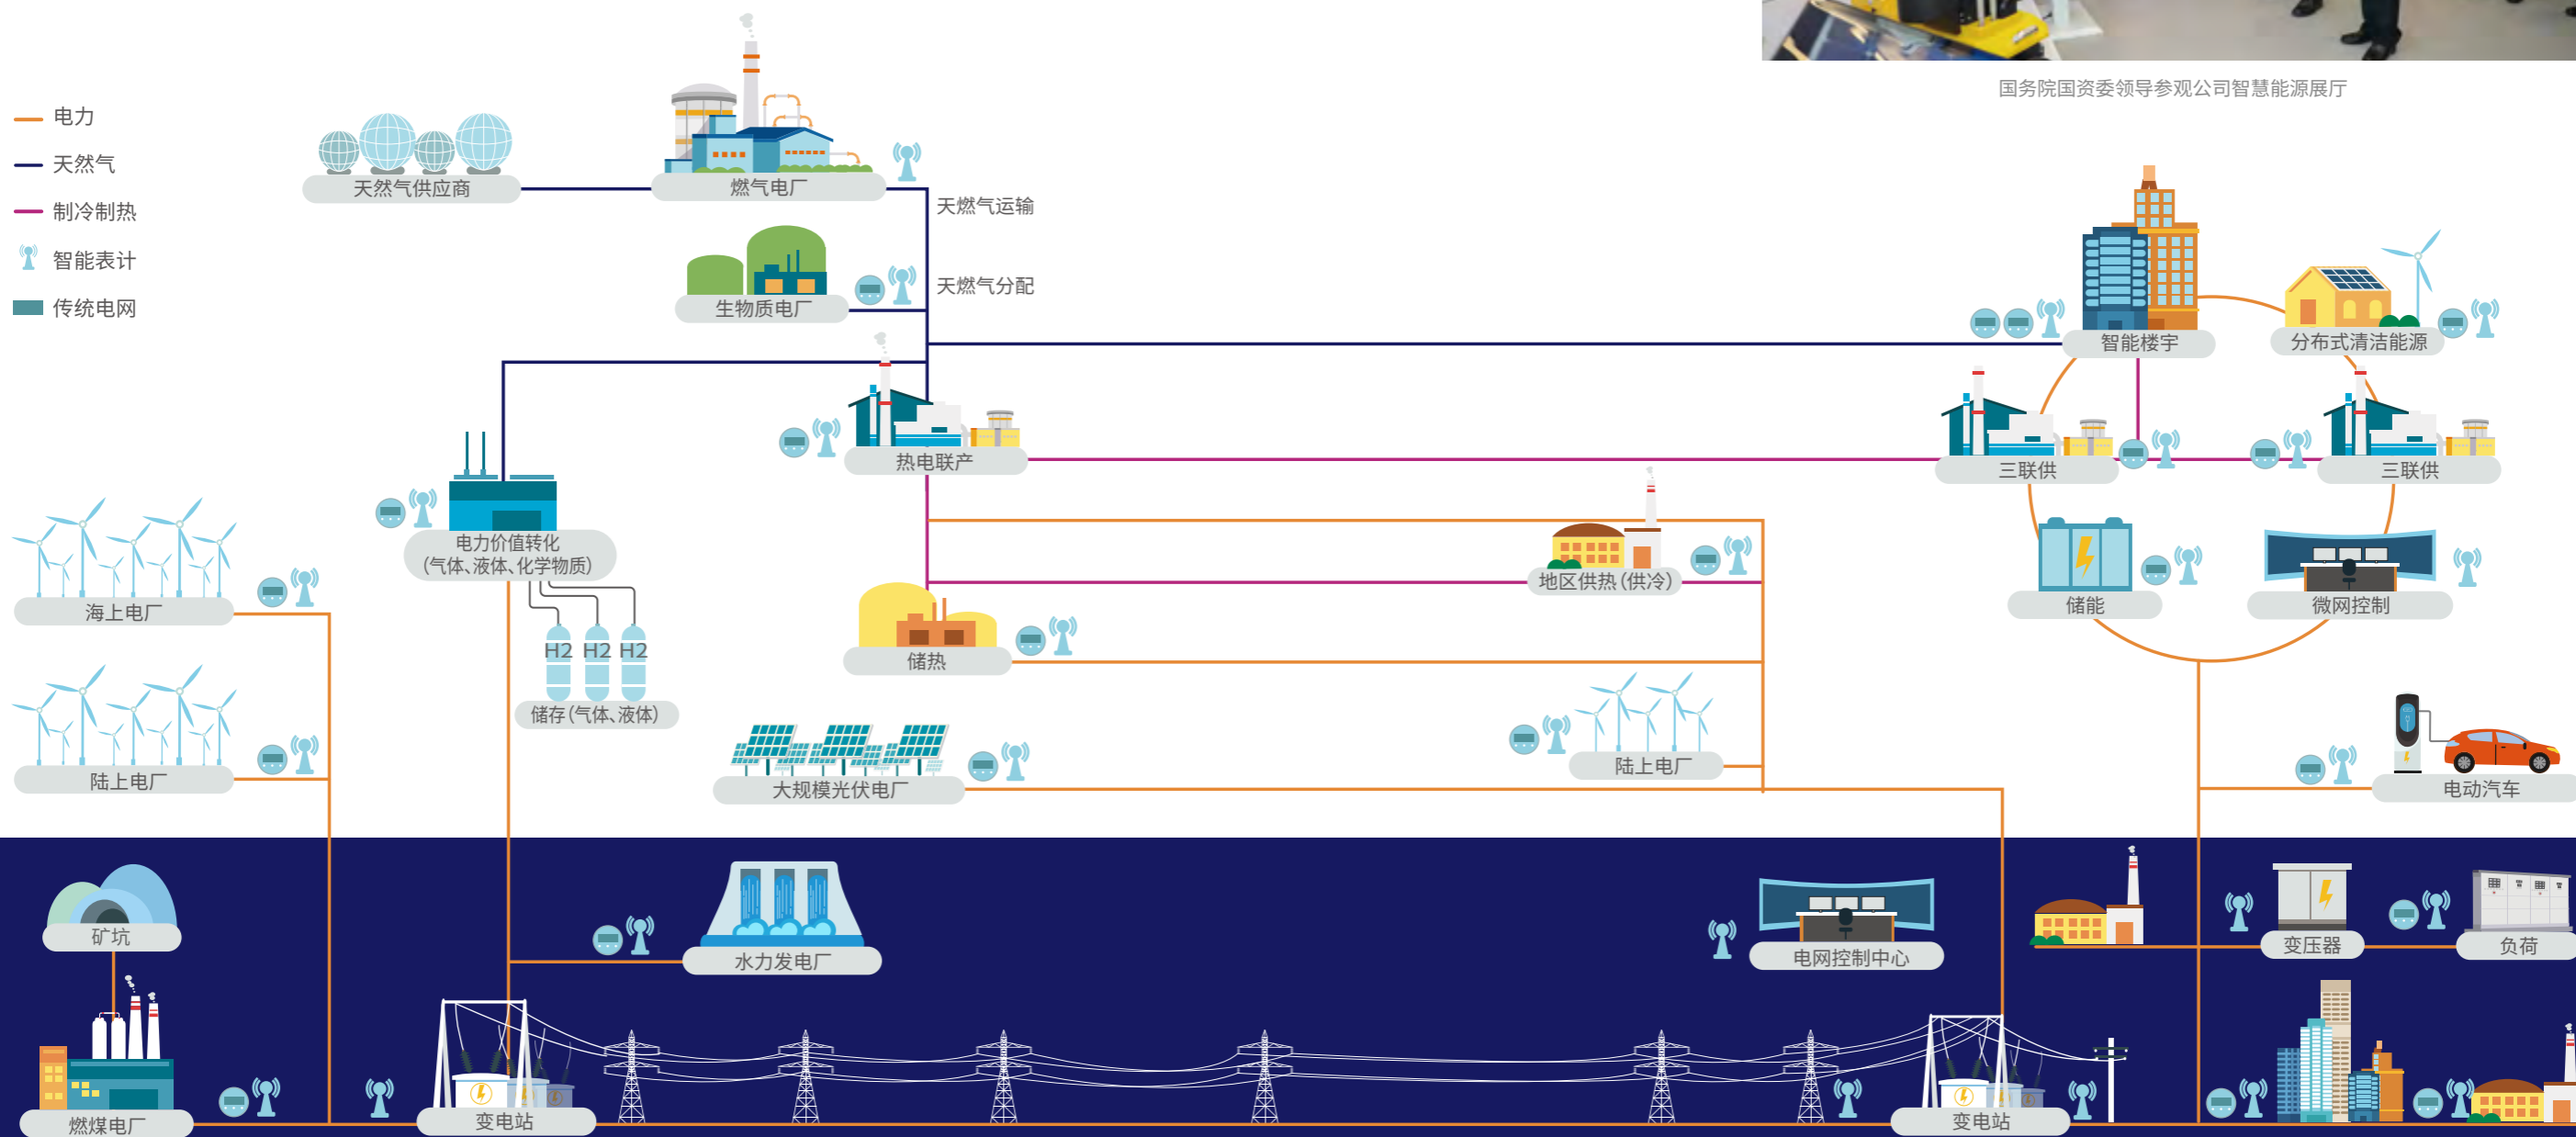 国务院国资委领导参观公司智慧能源展厅
电力
天然气
制冷制热
智能表计
传统电网
天然气供应商
燃气电厂
天燃气运输
生物质电厂
天燃气分配
智能楼宇
分布式清洁能源
热电联产
三联供
三联供
电力价值转化
(气体、液体、化学物质)
地区供热(供冷)
海上电厂
储能
微网控制
H2 H2 H2
储热
储存(气体、液体)
陆上电厂
陆上电厂
大规模光伏电厂
电动汽车
矿坑
水力发电厂
电网控制中心
变压器
负荷
燃煤电厂
变电站
变电站